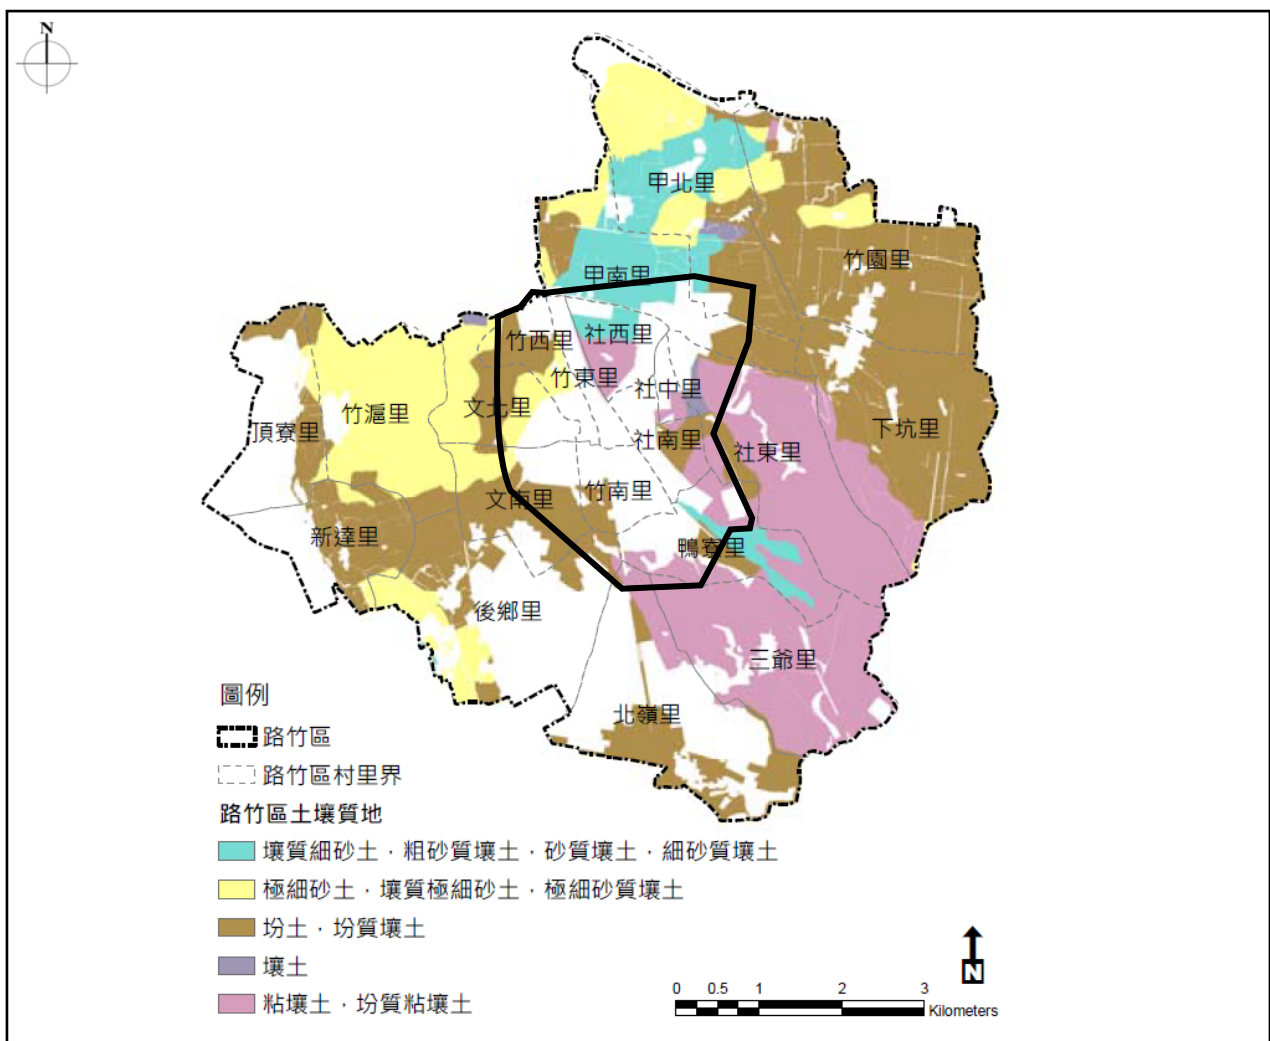 N
甲北里
竹園里
甲南里
社西里
竹西里
竹東里
社中里
竹滬里
文北里
頂寮里
下坑里
社南里
社東里
竹南里
文南里
新達里
鴨寮里
後鄉里
三爺里
北嶺里
圖例
路竹區
路竹區村里界
路竹區土壤質地
壤質細砂土，粗砂質壤土，砂質壤土，細砂質壤土
極細砂土，壤質極細砂土，極細砂質壤土
坋土，坋質壤土
壤土
粘壤土，坋質粘壤土
N
0 0.5 1 2 3
Kilometers